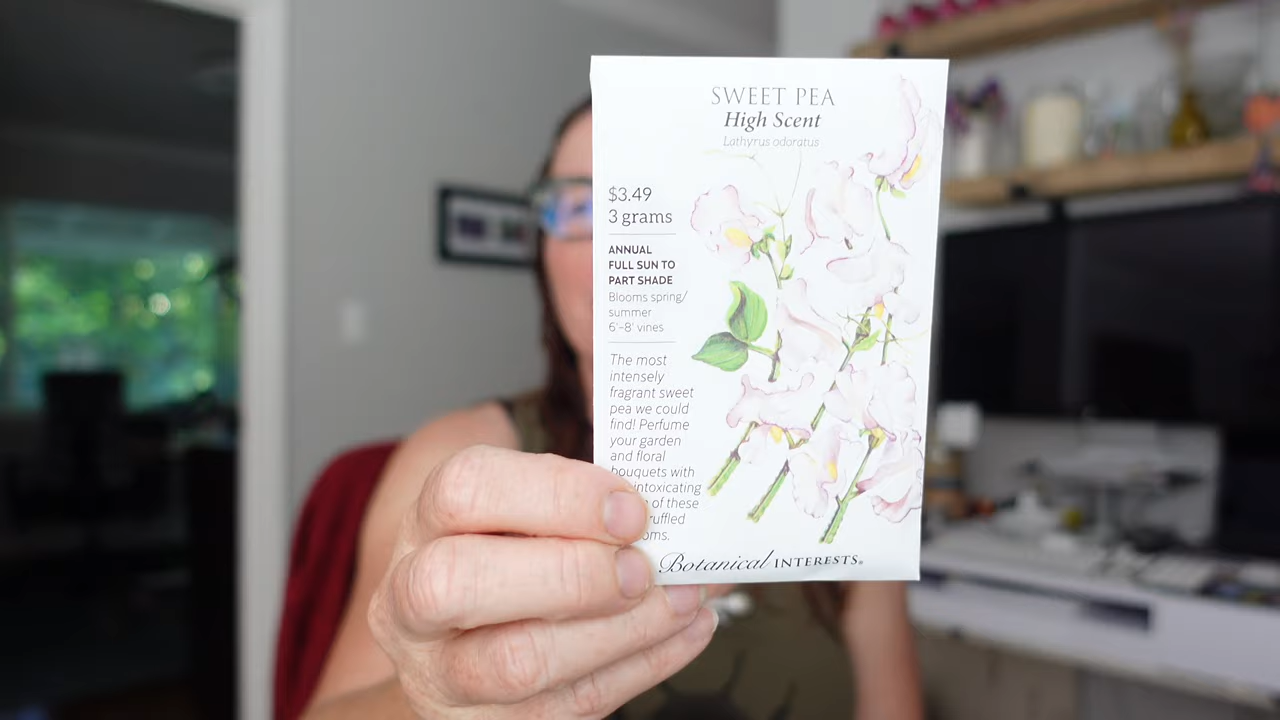 SWEET PEA
High Scent
Lathyrus odoratus
$3.49
3 grams
ANNUAL
FULL SUN TO
PART SHADE
Blooms spring/
summer
6'–8' vines
The most
intensely
fragrant sweet
pea we could
find! Perfume
your garden
and floral
bouquets with
intoxicating
of these
Botanical INTERESTS®